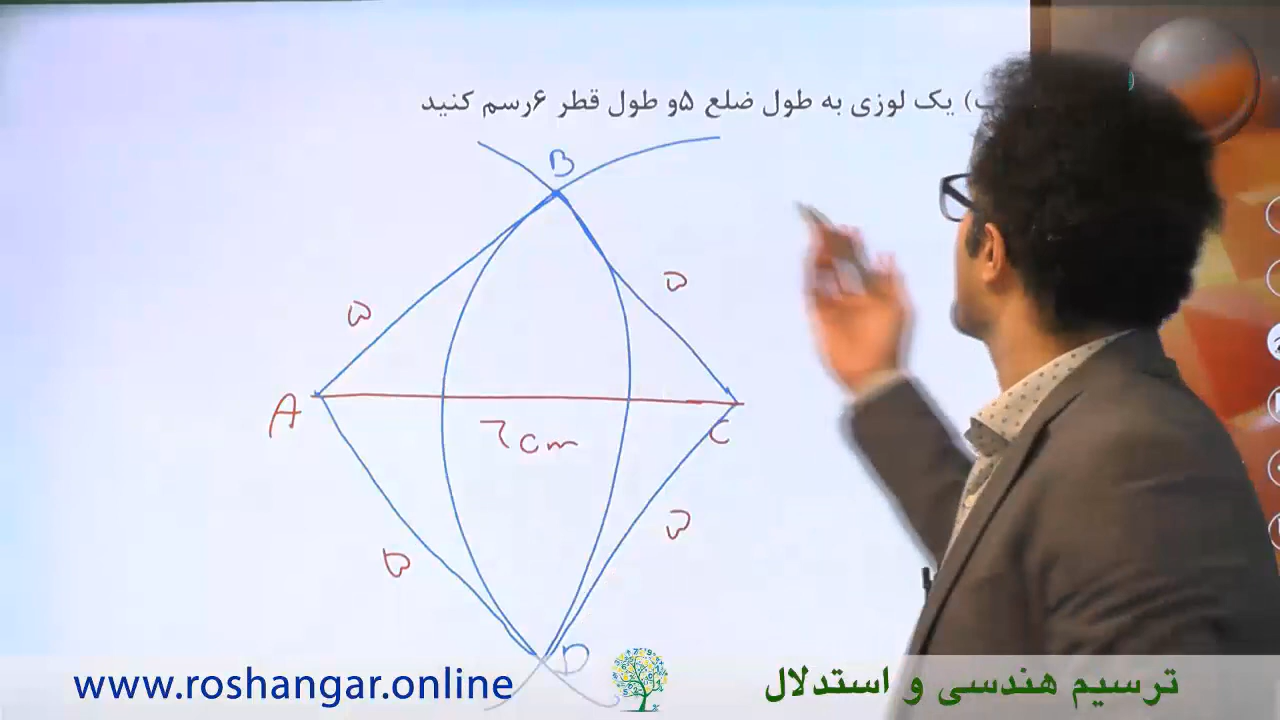 ب) یک لوزی به طول ضلع ۵و طول قطر ۶رسم کنید
B
۵ ۵
A ۶cm C
۵ ۵
D
www.roshangar.online ترسیم هندسی و استدلال